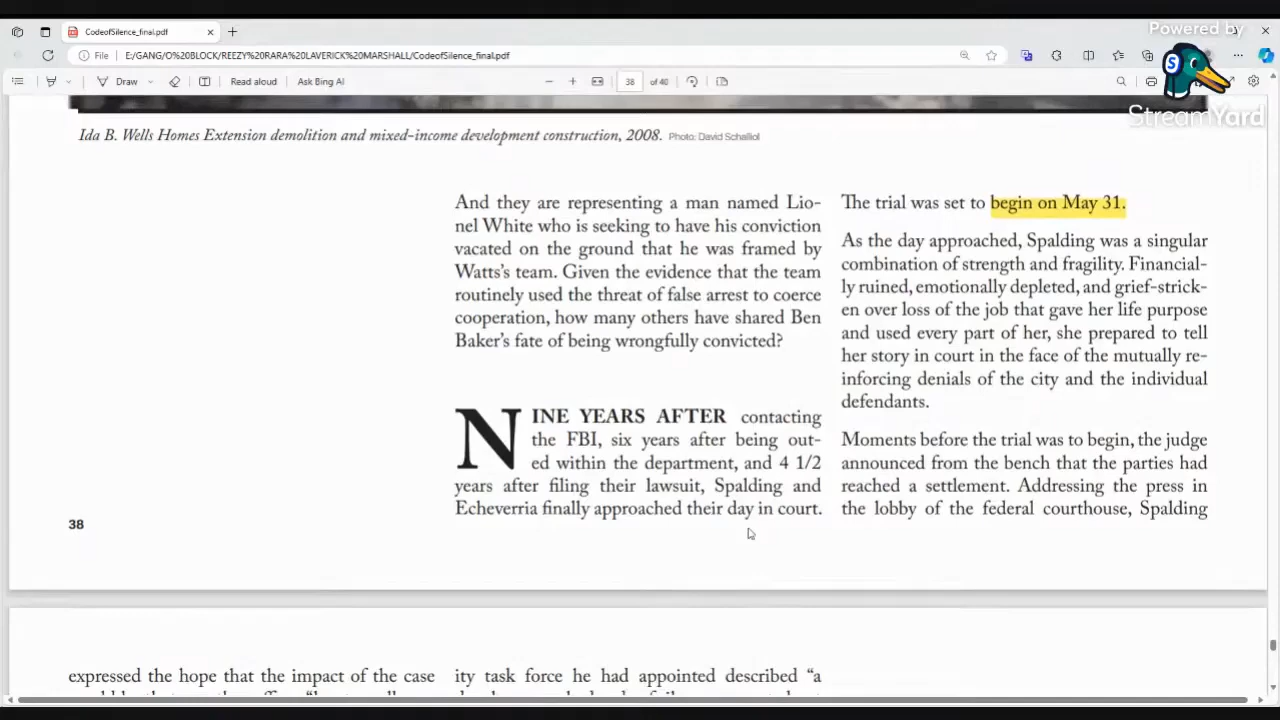 Powered by
CodeofSilence_final.pdf
File
E:/GANG/O%20BLOCK/REEZY%20RARA%20LAVERICK%20MARSHALL/CodeofSilence_final.pdf
Draw
Read aloud
Ask Bing AI
38
of 40
StreamYard
Ida B. Wells Homes Extension demolition and mixed-income development construction, 2008. Photo: David Schalliol
And they are representing a man named Lio-
nel White who is seeking to have his conviction
vacated on the ground that he was framed by
Watts's team. Given the evidence that the team
routinely used the threat of false arrest to coerce
cooperation, how many others have shared Ben
Baker's fate of being wrongfully convicted?
NINE YEARS AFTER contacting
the FBI, six years after being out-
ed within the department, and 4 1/2
years after filing their lawsuit, Spalding and
Echeverria finally approached their day in court.
The trial was set to begin on May 31.
As the day approached, Spalding was a singular
combination of strength and fragility. Financial-
ly ruined, emotionally depleted, and grief-strick-
en over loss of the job that gave her life purpose
and used every part of her, she prepared to tell
her story in court in the face of the mutually re-
inforcing denials of the city and the individual
defendants.
Moments before the trial was to begin, the judge
announced from the bench that the parties had
reached a settlement. Addressing the press in
the lobby of the federal courthouse, Spalding
38
expressed the hope that the impact of the case
ity task force he had appointed described “a